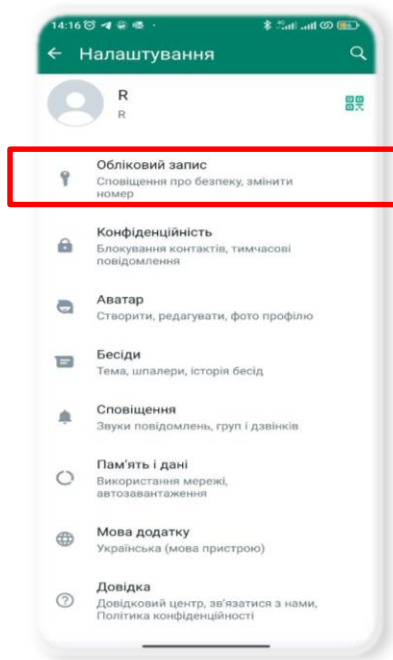 14:16
Налаштування
R
R
Обліковий запис
Сповіщення про безпеку, змінити
номер
Конфіденційність
Блокування контактів, тимчасові
повідомлення
Аватар
Створити, редагувати, фото профілю
Бесіди
Тема, шпалери, історія бесід
Сповіщення
Звуки повідомлень, груп і дзвінків
Пам'ять і дані
Використання мережі,
автозавантаження
Мова додатку
Українська (мова пристрою)
Довідка
Довідковий центр, зв'язатися з нами,
Політика конфіденційності